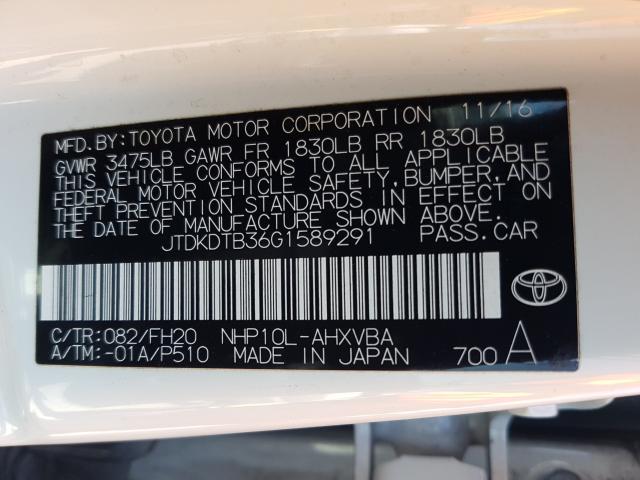 MFD.BY:TOYOTA MOTOR CORPORATION 11/16
GVWR 3475LB GAWR FR 1830LB RR 1830LB
THIS VEHICLE CONFORMS TO ALL APPLICABLE
FEDERAL MOTOR VEHICLE SAFETY,BUMPER,AND
THEFT PREVENTION STANDARDS IN EFFECT ON
THE DATE OF MANUFACTURE SHOWN ABOVE.
JTDKDTB36G1589291 PASS.CAR
C/TR:082/FH20 NHP10L-AHXVBA
A/TM:-01A/P510 MADE IN JAPAN 700 A